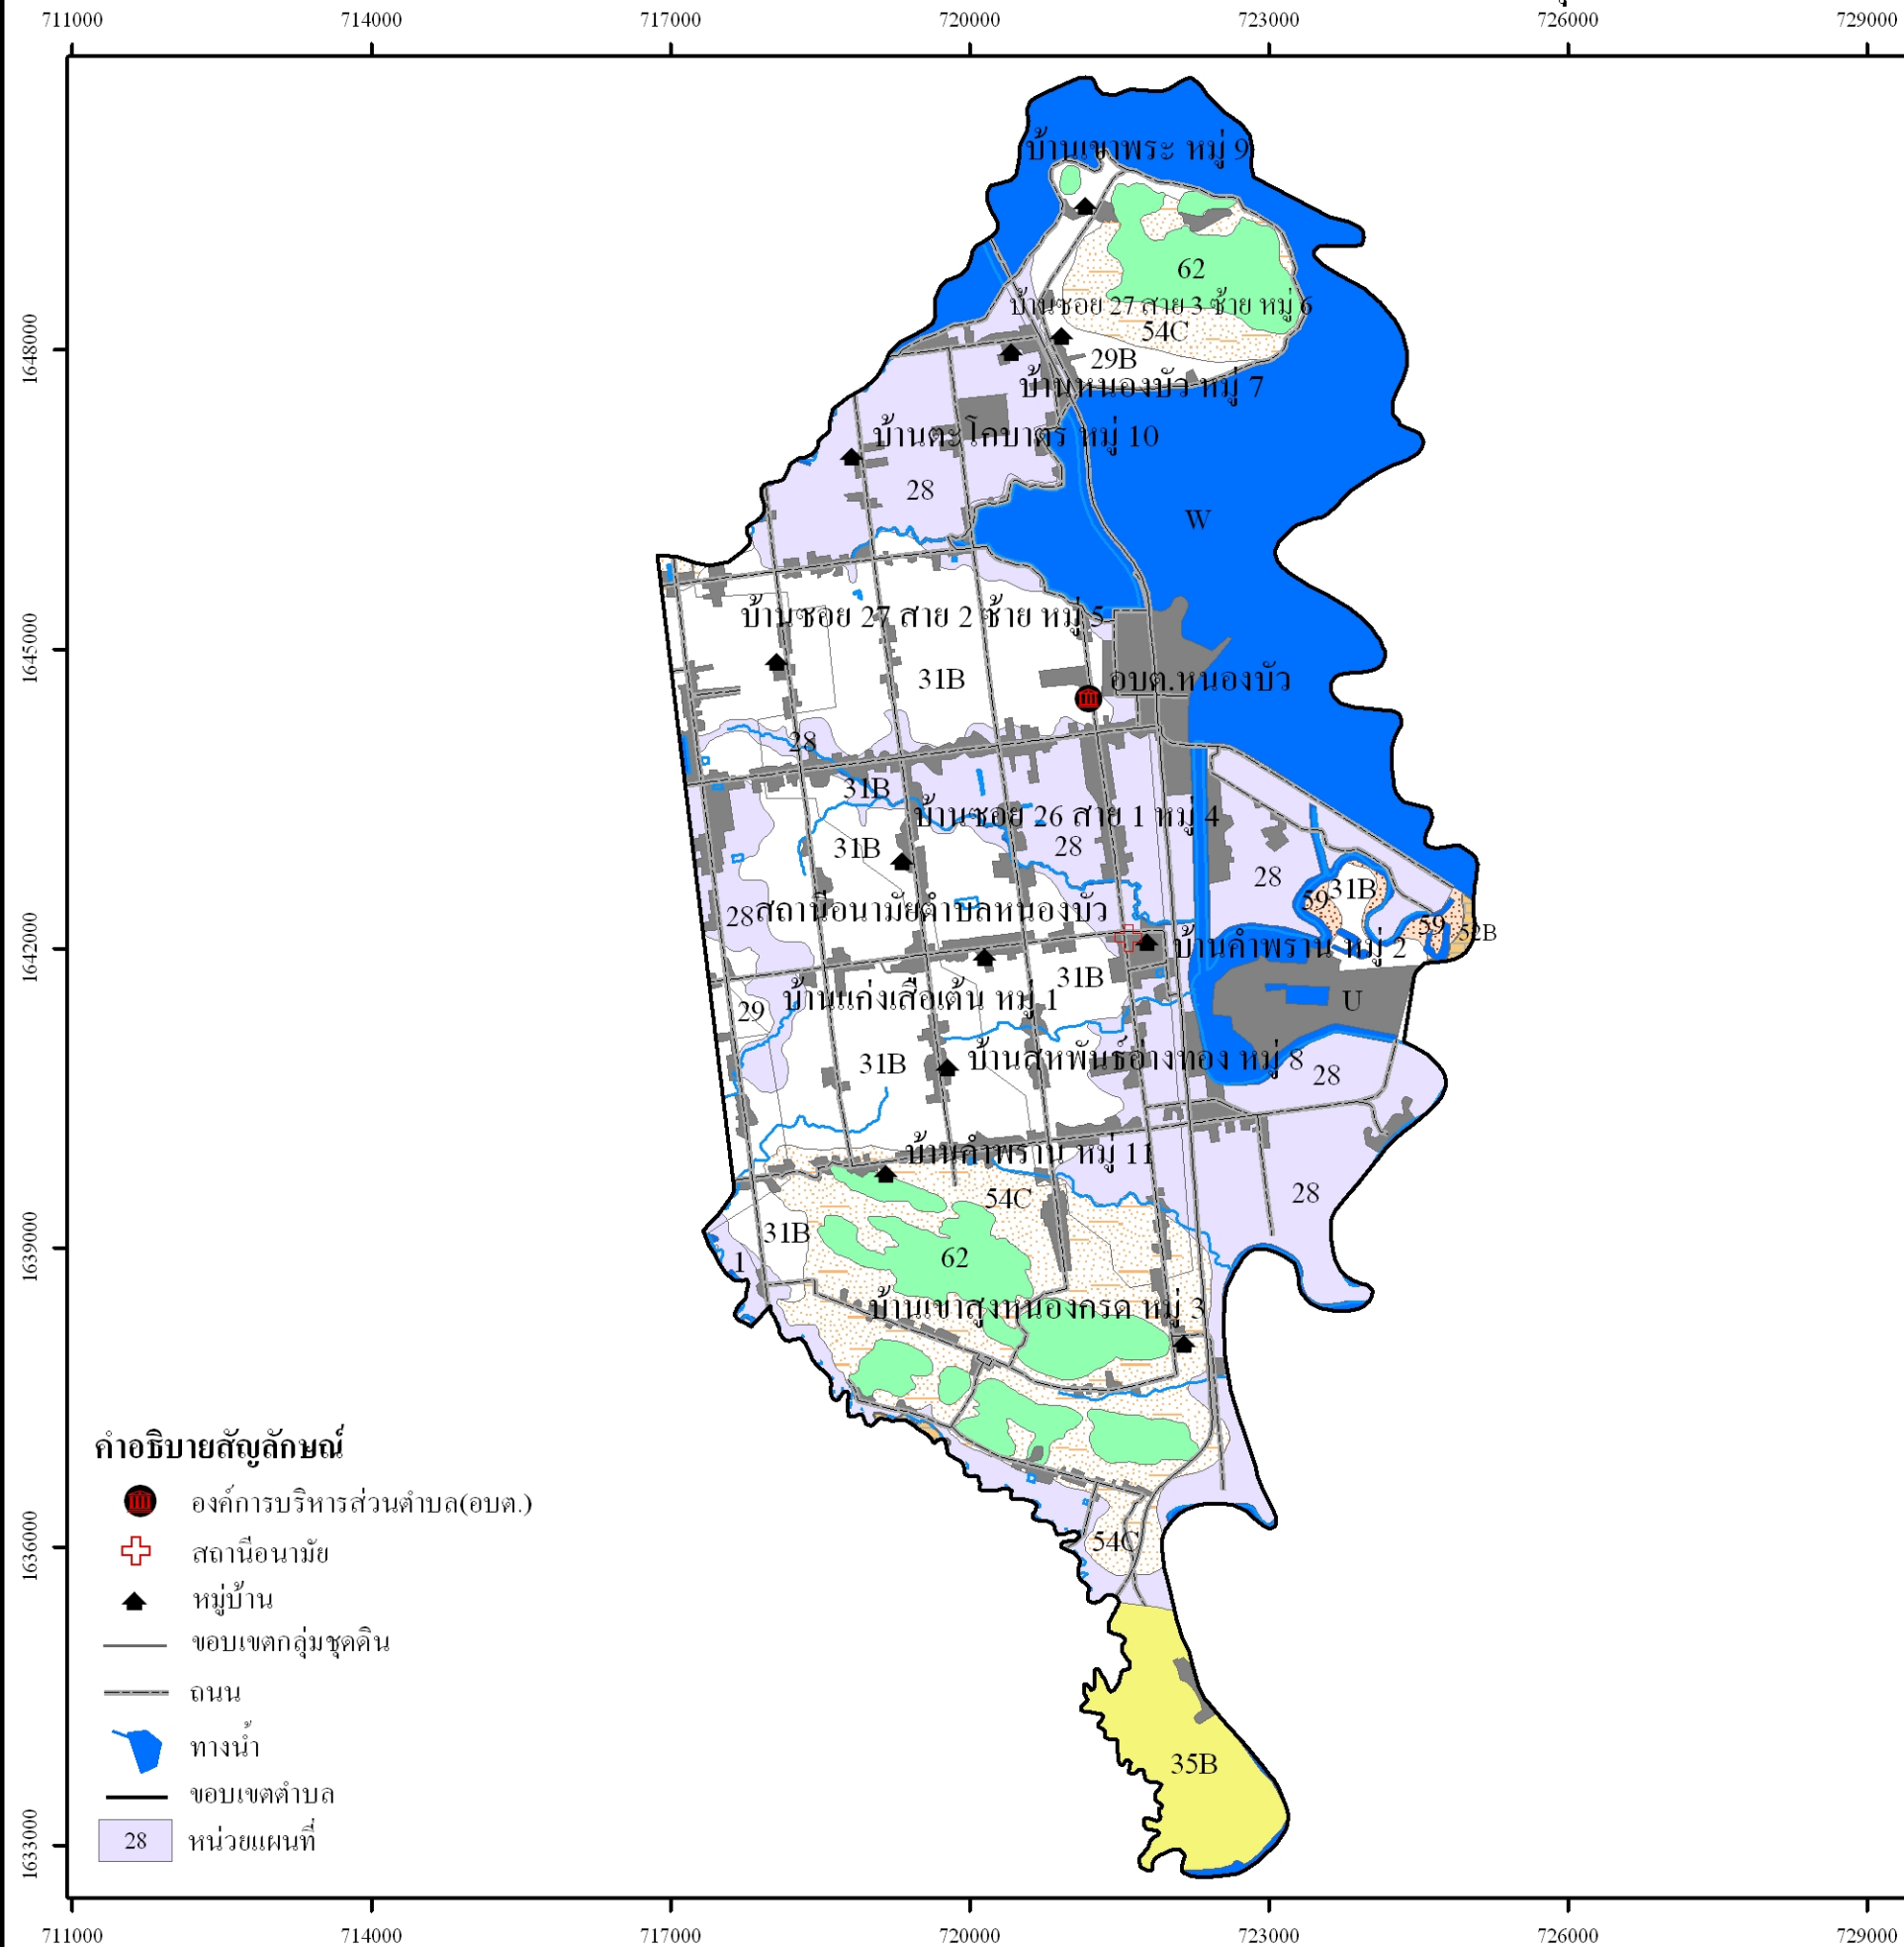 711000 714000 717000 720000 723000 726000 729000
บ้านเขาพระ หมู่ 9
62
บ้านซอย 27 สาย 3 ซ้าย หมู่ 6
54C
1648000
29B
บ้านหนองบัว หมู่ 7
บ้านตะโกบาตร หมู่ 10
28
W
บ้านซอย 27 สาย 2 ซ้าย หมู่ 5
1645000
31B
อบต.หนองบัว
28
31B
บ้านซอย 26 สาย 1 หมู่ 4
31B
28
28
31B
59
28
สถานีอนามัยตำบลหนองบัว
59
52B
1642000
บ้านคำพราน หมู่ 2
31B
บ้านแก่งเสือเต้น หมู่ 1
U
29
31B
บ้านสหพันธ์อ่างทอง หมู่ 8
28
บ้านคำพราน หมู่ 11
54C
28
1639000
31B
62
1
บ้านเขาสูงหนองกรด หมู่ 3
คำอธิบายสัญลักษณ์
องค์การบริหารส่วนตำบล(อบต.)
สถานีอนามัย
1636000
54C
หมู่บ้าน
ขอบเขตกลุ่มชุดดิน
ถนน
ทางน้ำ
35B
ขอบเขตตำบล
1633000
28 หน่วยแผนที่
711000 714000 717000 720000 723000 726000 729000